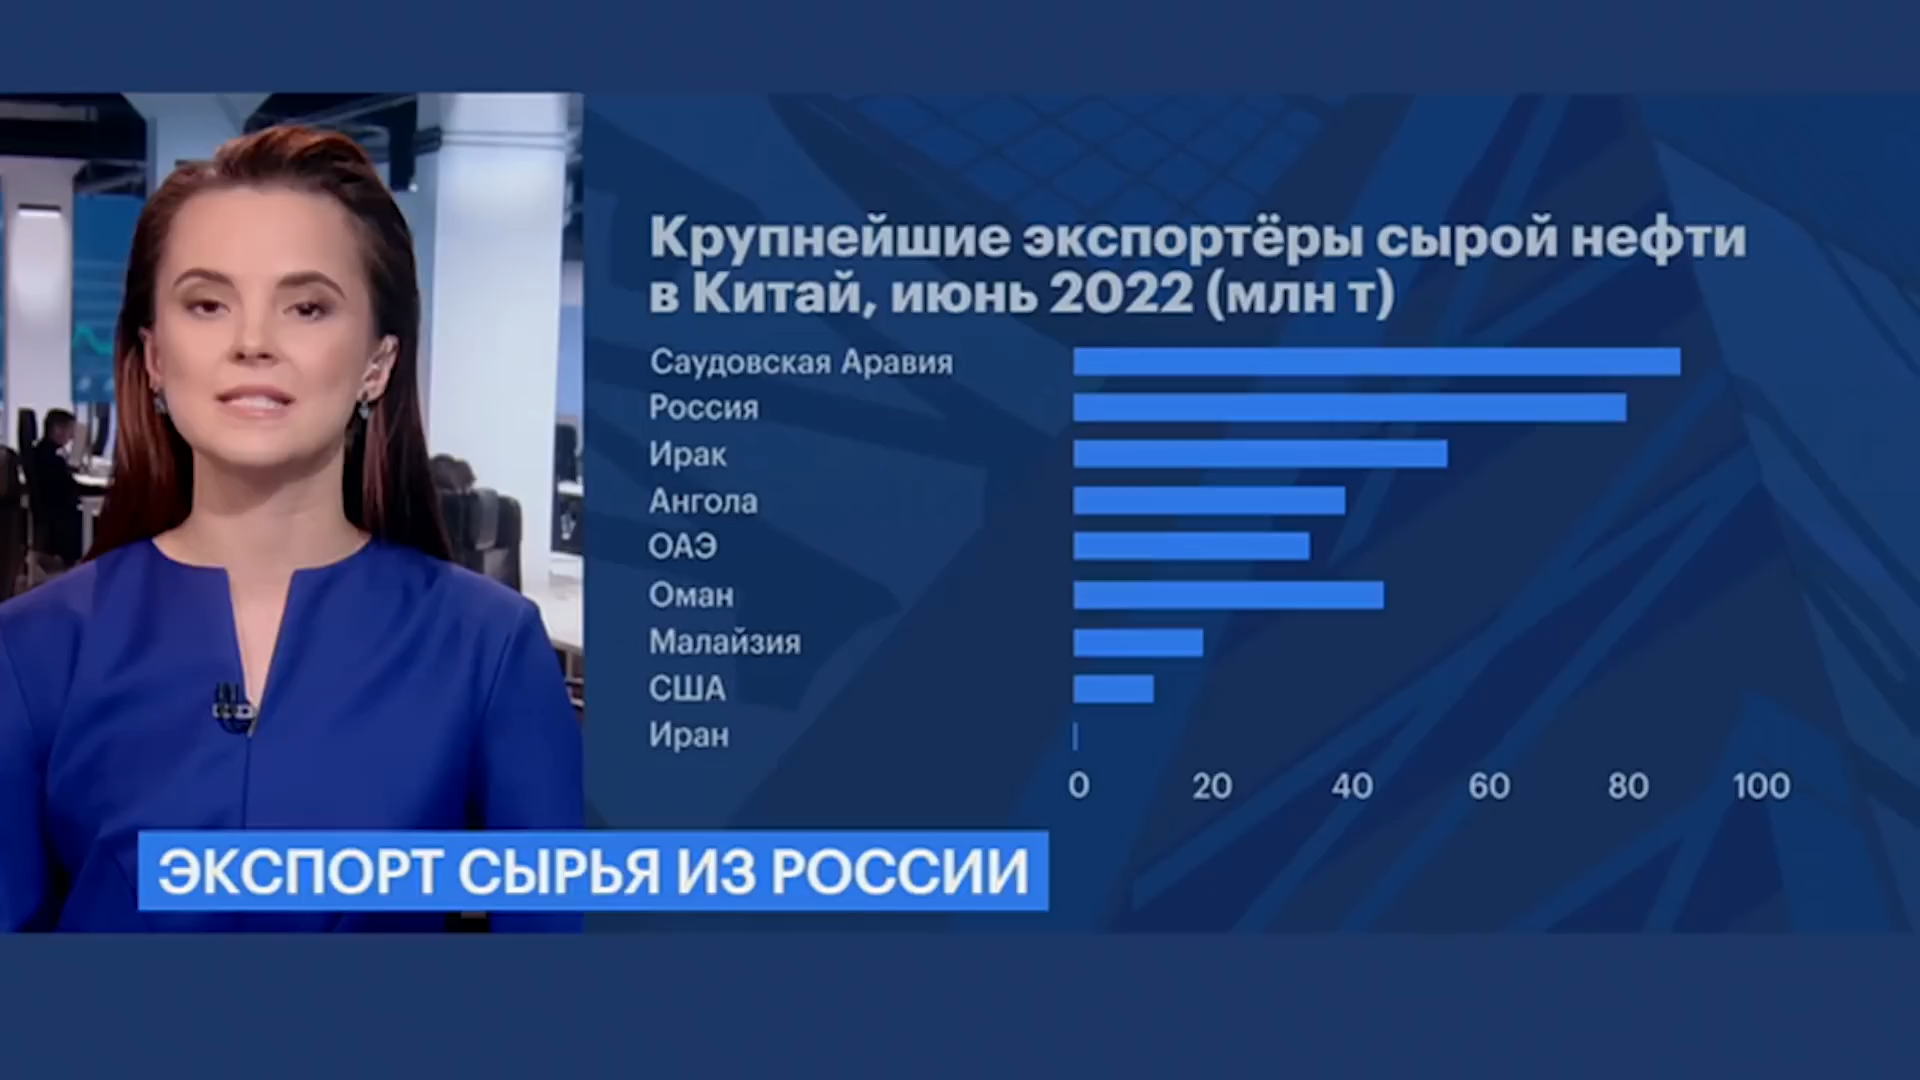 Крупнейшие экспортёры сырой нефти
в Китай, июнь 2022 (млн т)
Саудовская Аравия
Россия
Ирак
Ангола
ОАЭ
Оман
Малайзия
США
Иран
0 20 40 60 80 100
ЭКСПОРТ СЫРЬЯ ИЗ РОССИИ